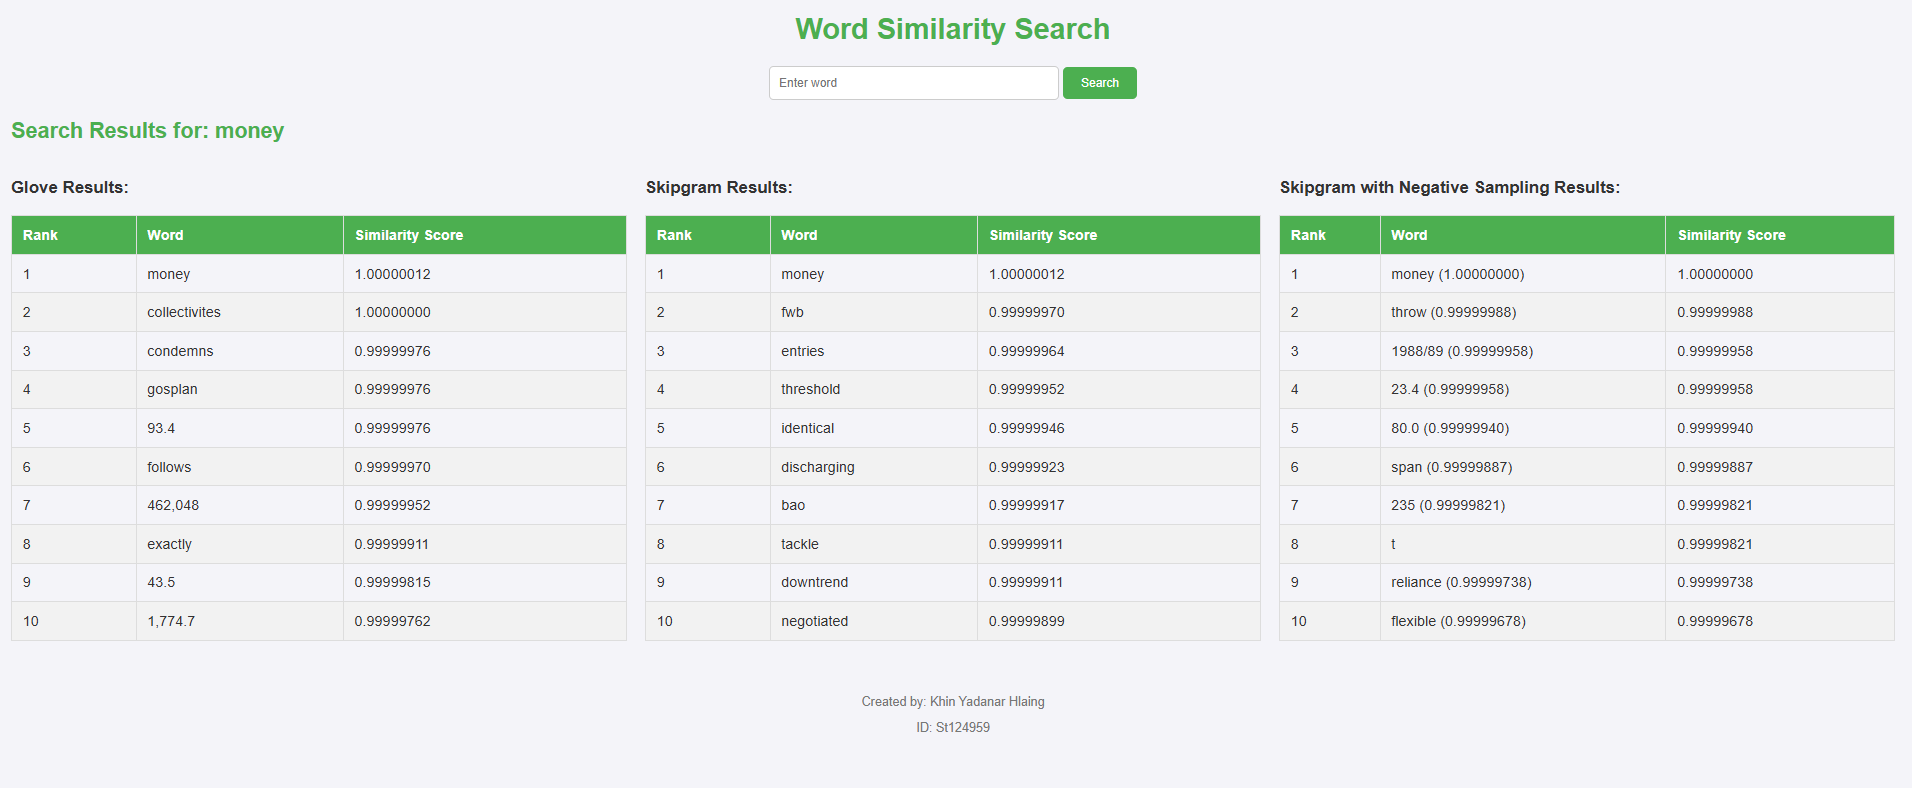 Word Similarity Search
Enter word Search
Search Results for: money
Glove Results:
Rank Word Similarity Score
1 money 1.00000012
2 collectivites 1.00000000
3 condemns 0.99999976
4 gosplan 0.99999976
5 93.4 0.99999976
6 follows 0.99999970
7 462,048 0.99999952
8 exactly 0.99999911
9 43.5 0.99999815
10 1,774.7 0.99999762
Skipgram Results:
Rank Word Similarity Score
1 money 1.00000012
2 fwb 0.99999970
3 entries 0.99999964
4 threshold 0.99999952
5 identical 0.99999946
6 discharging 0.99999923
7 bao 0.99999917
8 tackle 0.99999911
9 downtrend 0.99999911
10 negotiated 0.99999899
Skipgram with Negative Sampling Results:
Rank Word Similarity Score
1 money (1.00000000) 1.00000000
2 throw (0.99999988) 0.99999988
3 1988/89 (0.99999958) 0.99999958
4 23.4 (0.99999958) 0.99999958
5 80.0 (0.99999940) 0.99999940
6 span (0.99999887) 0.99999887
7 235 (0.99999821) 0.99999821
8 t 0.99999821
9 reliance (0.99999738) 0.99999738
10 flexible (0.99999678) 0.99999678
Created by: Khin Yadanar Hlaing
ID: St124959